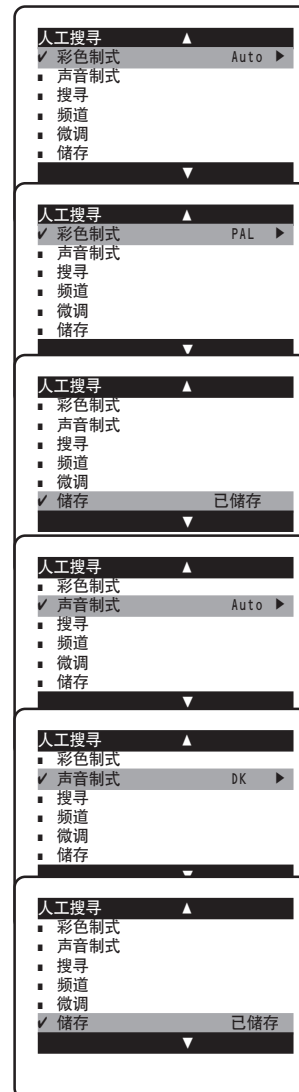 人工搜寻 ▲
✔ 彩色制式 Auto ▶
▪ 声音制式
▪ 搜寻
▪ 频道
▪ 微调
▪ 储存
▼
人工搜寻 ▲
✔ 彩色制式 PAL ▶
▪ 声音制式
▪ 搜寻
▪ 频道
▪ 微调
▪ 储存
▼
人工搜寻 ▲
▪ 彩色制式
▪ 声音制式
▪ 搜寻
▪ 频道
▪ 微调
✔ 储存 已储存
▼
人工搜寻 ▲
▪ 彩色制式
✔ 声音制式 Auto ▶
▪ 搜寻
▪ 频道
▪ 微调
▪ 储存
▼
人工搜寻 ▲
▪ 彩色制式
✔ 声音制式 DK ▶
▪ 搜寻
▪ 频道
▪ 微调
▪ 储存
▼
人工搜寻 ▲
▪ 彩色制式
▪ 声音制式
▪ 搜寻
▪ 频道
▪ 微调
✔ 储存 已储存
▼